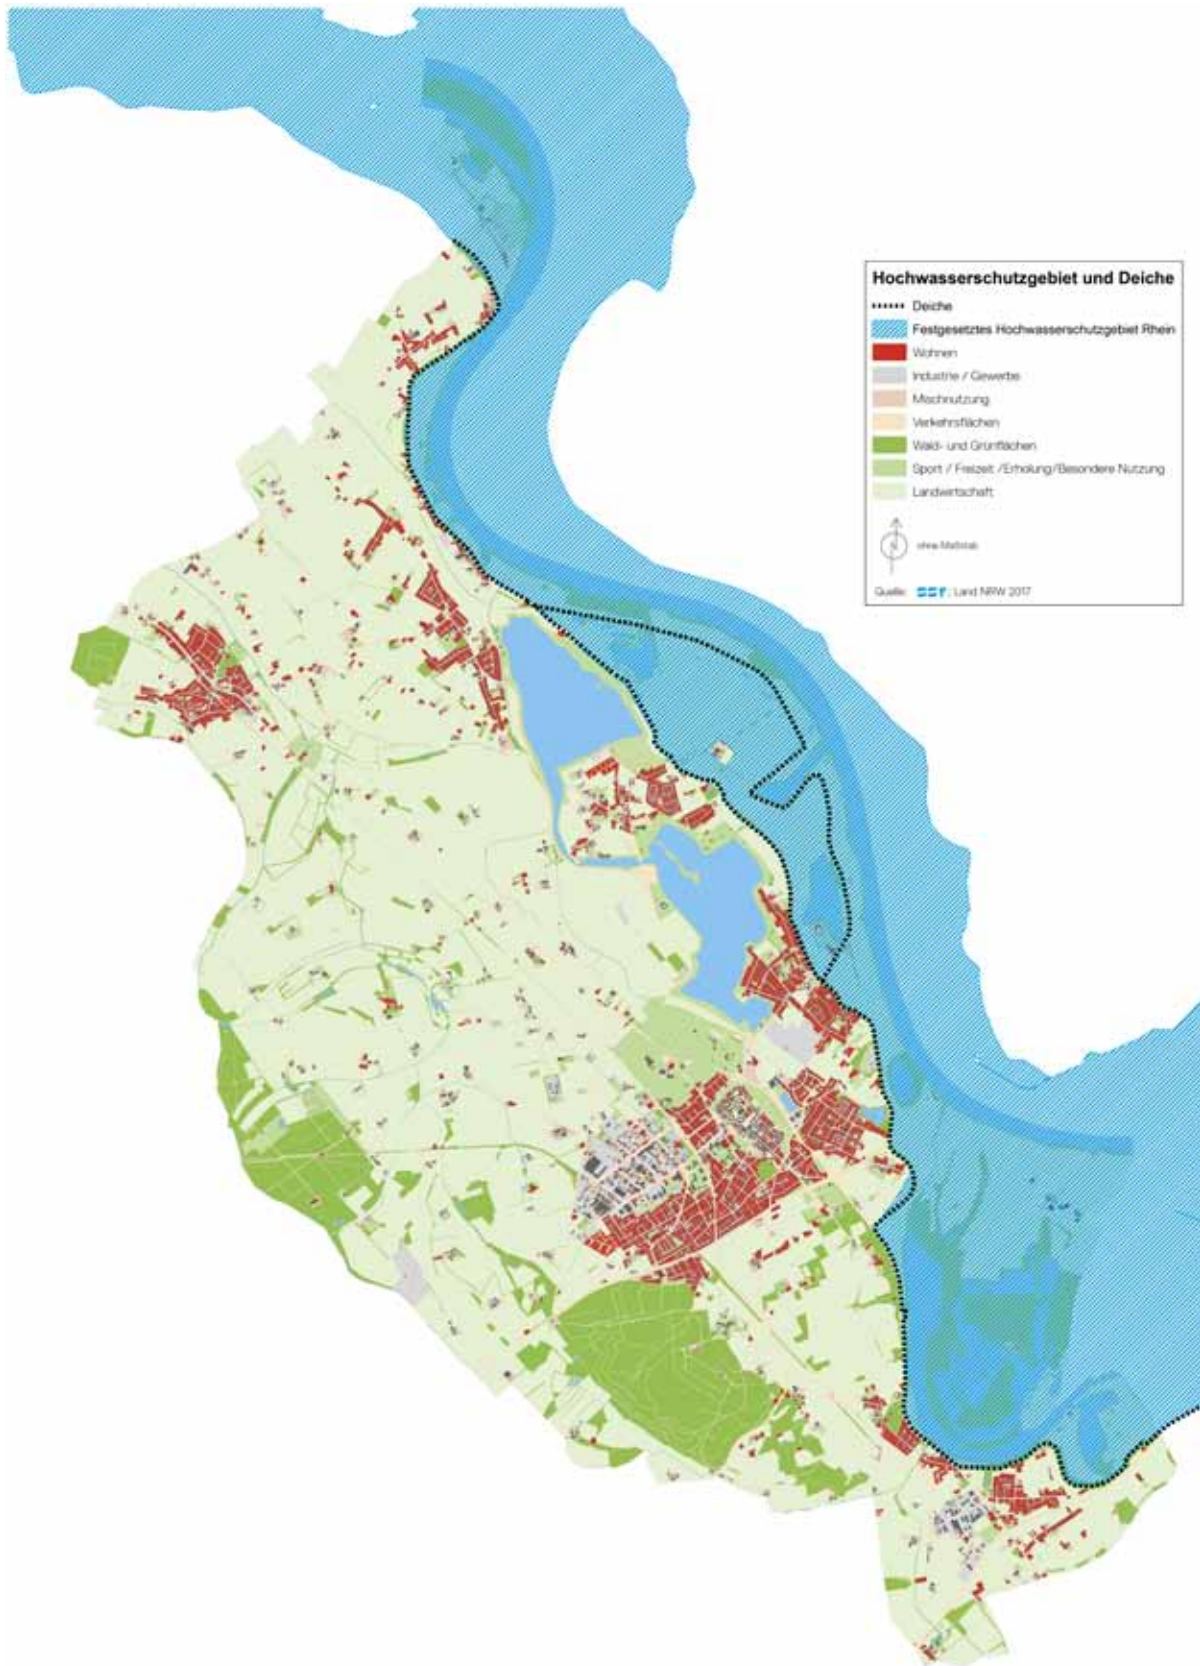 Hochwasserschutzgebiet und Deiche
Deiche
Festgesetztes Hochwasserschutzgebiet Rhein
Wohnen
Industrie / Gewerbe
Mischnutzung
Verkehrsflächen
Wald- und Grünflächen
Sport / Freizeit /Erholung/Besondere Nutzung
Landwirtschaft
N
ohne Maßstab
Quelle: ssr, Land NRW 2017